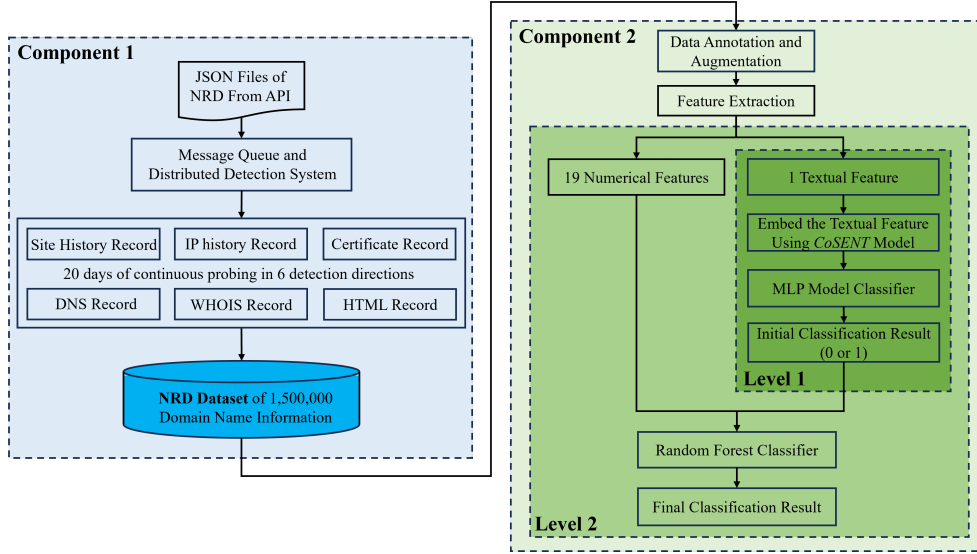 Component 1
JSON Files of
NRD From API
Message Queue and
Distributed Detection System
Site History Record
IP history Record
Certificate Record
20 days of continuous probing in 6 detection directions
DNS Record
WHOIS Record
HTML Record
NRD Dataset of 1,500,000
Domain Name Information
Component 2
Data Annotation and
Augmentation
Feature Extraction
19 Numerical Features
1 Textual Feature
Embed the Textual Feature
Using CoSENT Model
MLP Model Classifier
Initial Classification Result
(0 or 1)
Level 1
Random Forest Classifier
Final Classification Result
Level 2